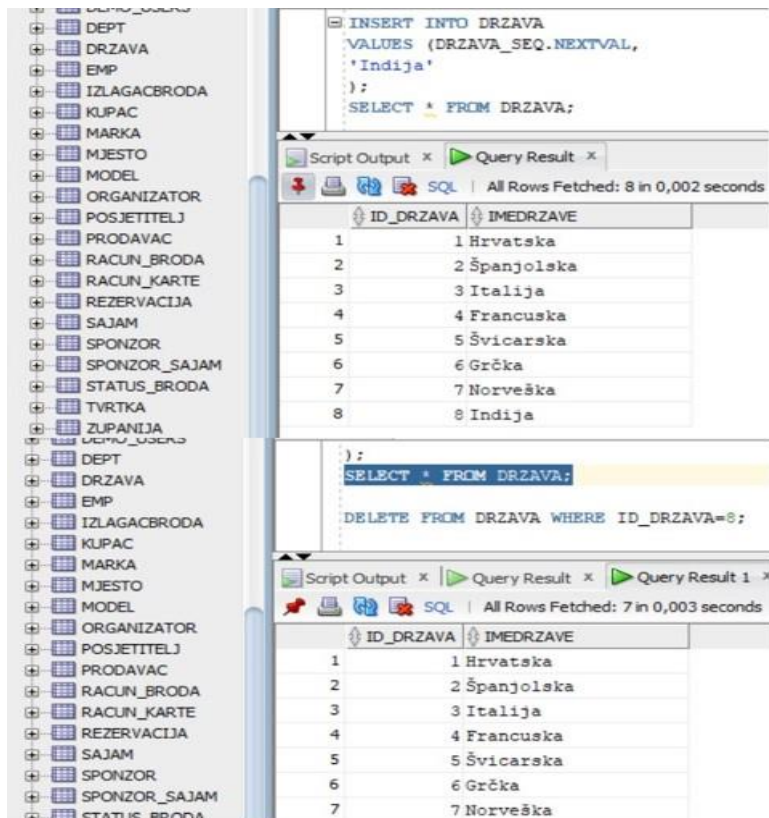 DEMO_USERS
DEPT
DRZAVA
EMP
IZLAGACBRODA
KUPAC
MARKA
MJESTO
MODEL
ORGANIZATOR
POSJETITELJ
PRODAVAC
RACUN_BRODA
RACUN_KARTE
REZERVACIJA
SAJAM
SPONZOR
SPONZOR_SAJAM
STATUS_BRODA
TVRTKA
ZUPANIJA
INSERT INTO DRZAVA
VALUES (DRZAVA_SEQ.NEXTVAL,
'Indija'
);
SELECT * FROM DRZAVA;
Script Output x Query Result x
SQL | All Rows Fetched: 8 in 0,002 seconds
ID_DRZAVA IMEDRZAVE
1 1 Hrvatska
2 2 Španjolska
3 3 Italija
4 4 Francuska
5 5 Švicarska
6 6 Grčka
7 7 Norveška
8 8 Indija
DEMO_USERS
DEPT
DRZAVA
EMP
IZLAGACBRODA
KUPAC
MARKA
MJESTO
MODEL
ORGANIZATOR
POSJETITELJ
PRODAVAC
RACUN_BRODA
RACUN_KARTE
REZERVACIJA
SAJAM
SPONZOR
SPONZOR_SAJAM
STATUS_BRODA
);
SELECT * FROM DRZAVA;
DELETE FROM DRZAVA WHERE ID_DRZAVA=8;
Script Output x Query Result x Query Result 1 x
SQL | All Rows Fetched: 7 in 0,003 seconds
ID_DRZAVA IMEDRZAVE
1 1 Hrvatska
2 2 Španjolska
3 3 Italija
4 4 Francuska
5 5 Švicarska
6 6 Grčka
7 7 Norveška